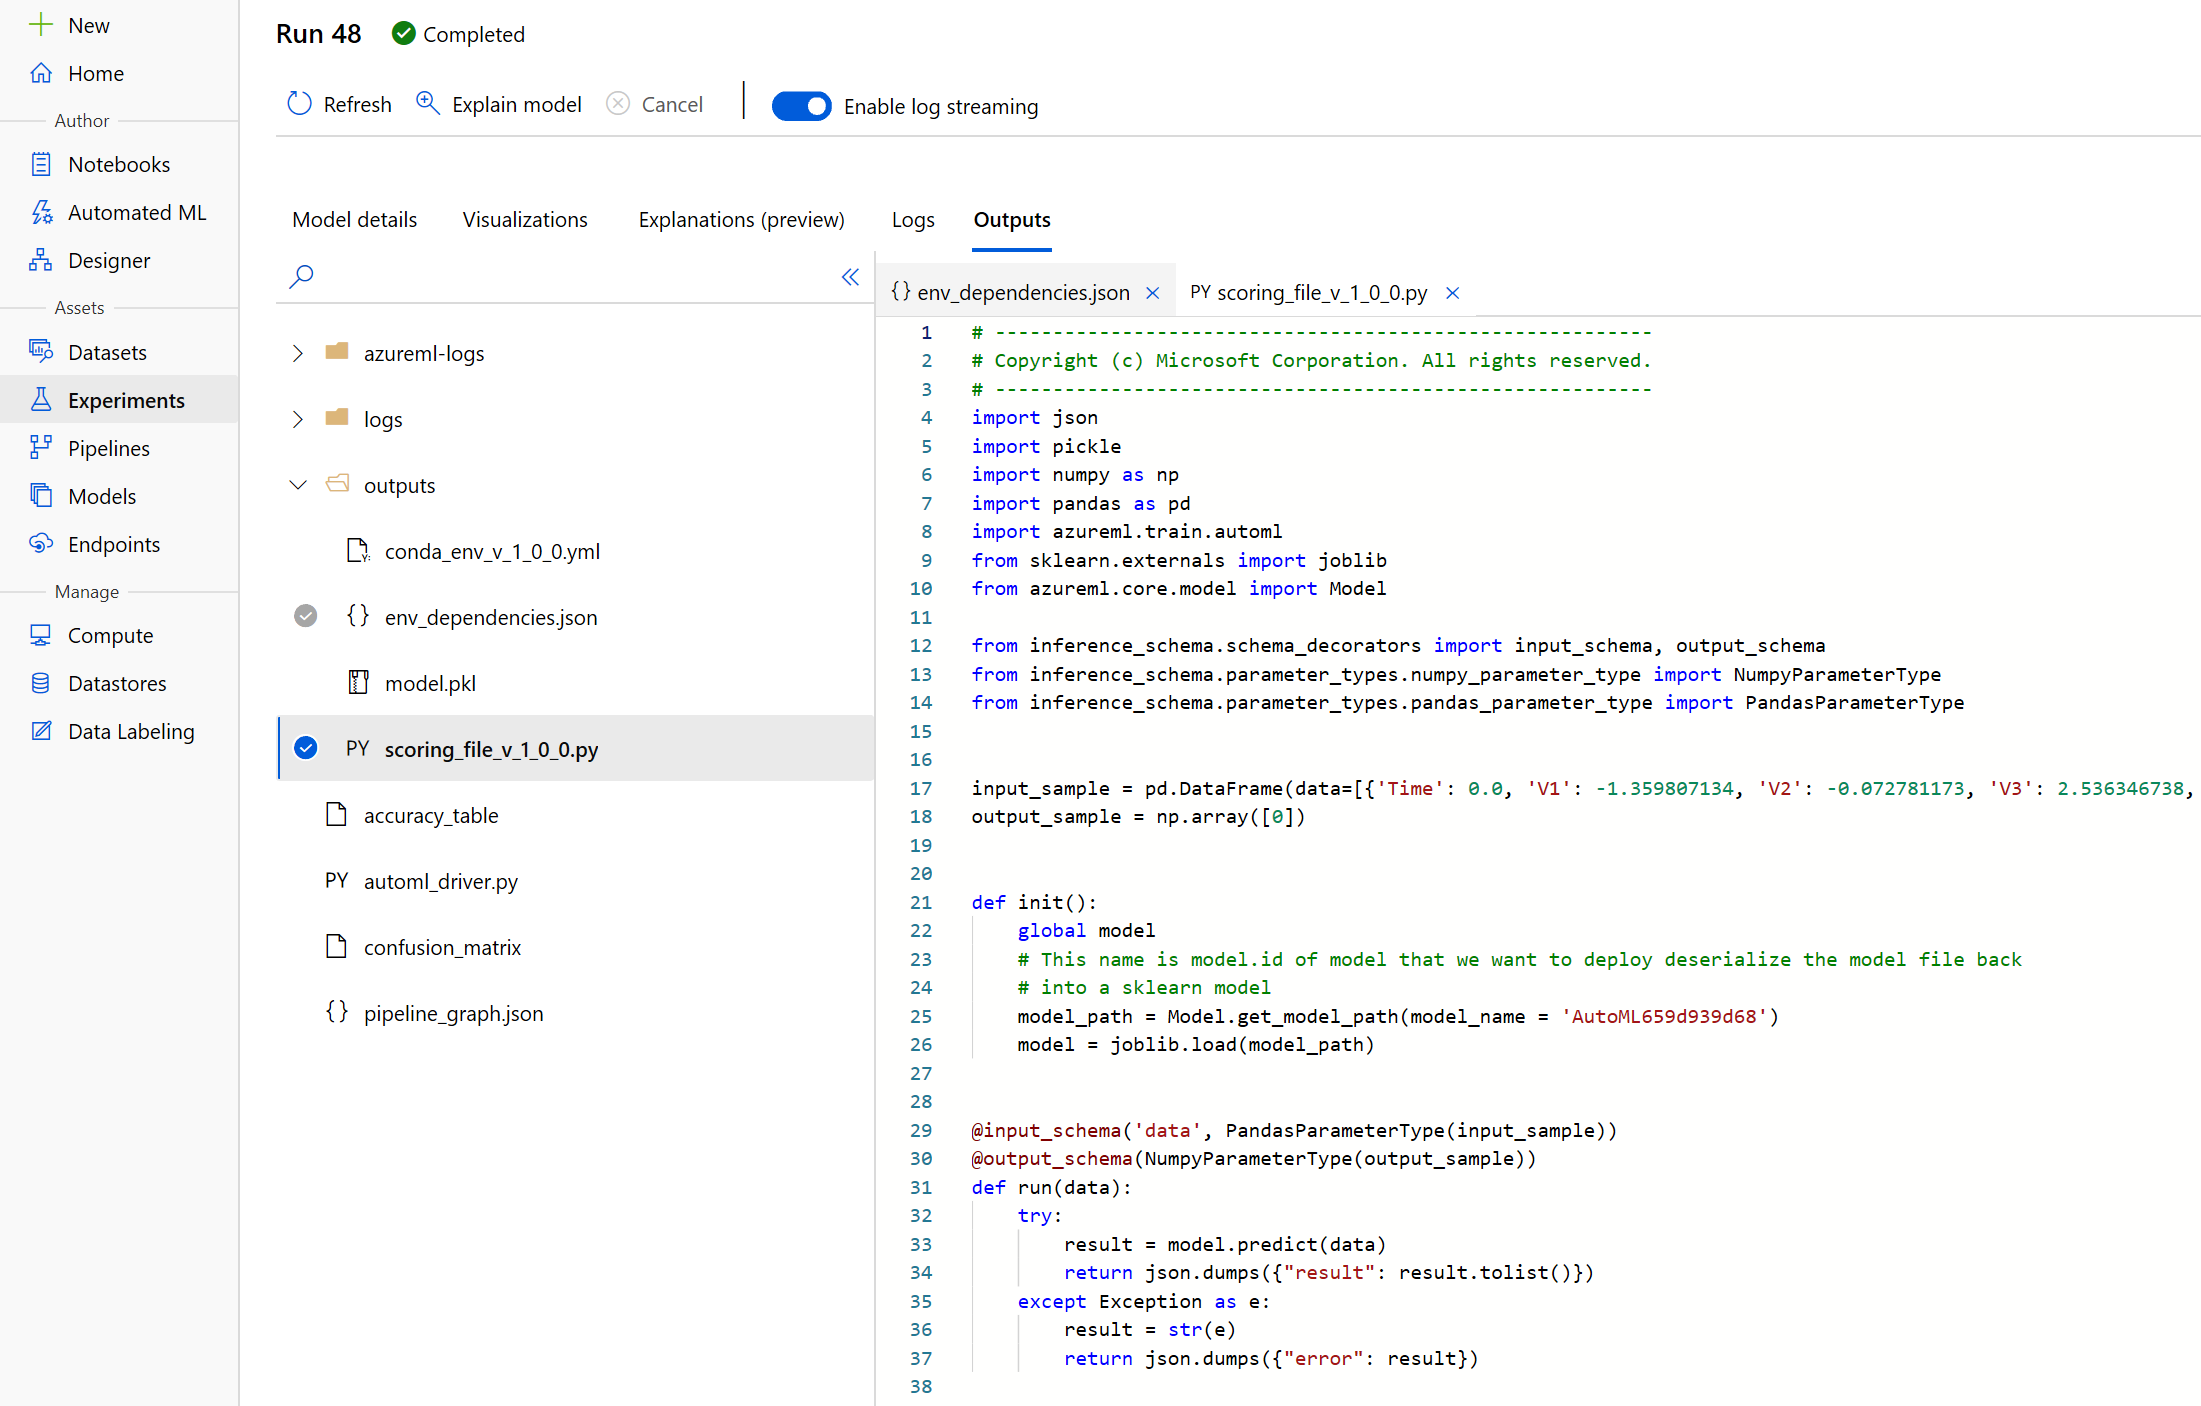 New
Home
Author
Notebooks
Automated ML
Designer
Assets
Datasets
Experiments
Pipelines
Models
Endpoints
Manage
Compute
Datastores
Data Labeling
Run 48 Completed
Refresh Explain model Cancel Enable log streaming
Model details Visualizations Explanations (preview) Logs Outputs
azureml-logs
logs
outputs
conda_env_v_1_0_0.yml
{} env_dependencies.json
model.pkl
PY scoring_file_v_1_0_0.py
accuracy_table
PY automl_driver.py
confusion_matrix
{} pipeline_graph.json
{} env_dependencies.json PY scoring_file_v_1_0_0.py
1 # ---------------------------------------------------------
2 # Copyright (c) Microsoft Corporation. All rights reserved.
3 # ---------------------------------------------------------
4 import json
5 import pickle
6 import numpy as np
7 import pandas as pd
8 import azureml.train.automl
9 from sklearn.externals import joblib
10 from azureml.core.model import Model
11
12 from inference_schema.schema_decorators import input_schema, output_schema
13 from inference_schema.parameter_types.numpy_parameter_type import NumpyParameterType
14 from inference_schema.parameter_types.pandas_parameter_type import PandasParameterType
15
16
17 input_sample = pd.DataFrame(data=[{'Time': 0.0, 'V1': -1.359807134, 'V2': -0.072781173, 'V3': 2.536346738,
18 output_sample = np.array([0])
19
20
21 def init():
22 global model
23 # This name is model.id of model that we want to deploy deserialize the model file back
24 # into a sklearn model
25 model_path = Model.get_model_path(model_name = 'AutoML659d939d68')
26 model = joblib.load(model_path)
27
28
29 @input_schema('data', PandasParameterType(input_sample))
30 @output_schema(NumpyParameterType(output_sample))
31 def run(data):
32 try:
33 result = model.predict(data)
34 return json.dumps({"result": result.tolist()})
35 except Exception as e:
36 result = str(e)
37 return json.dumps({"error": result})
38